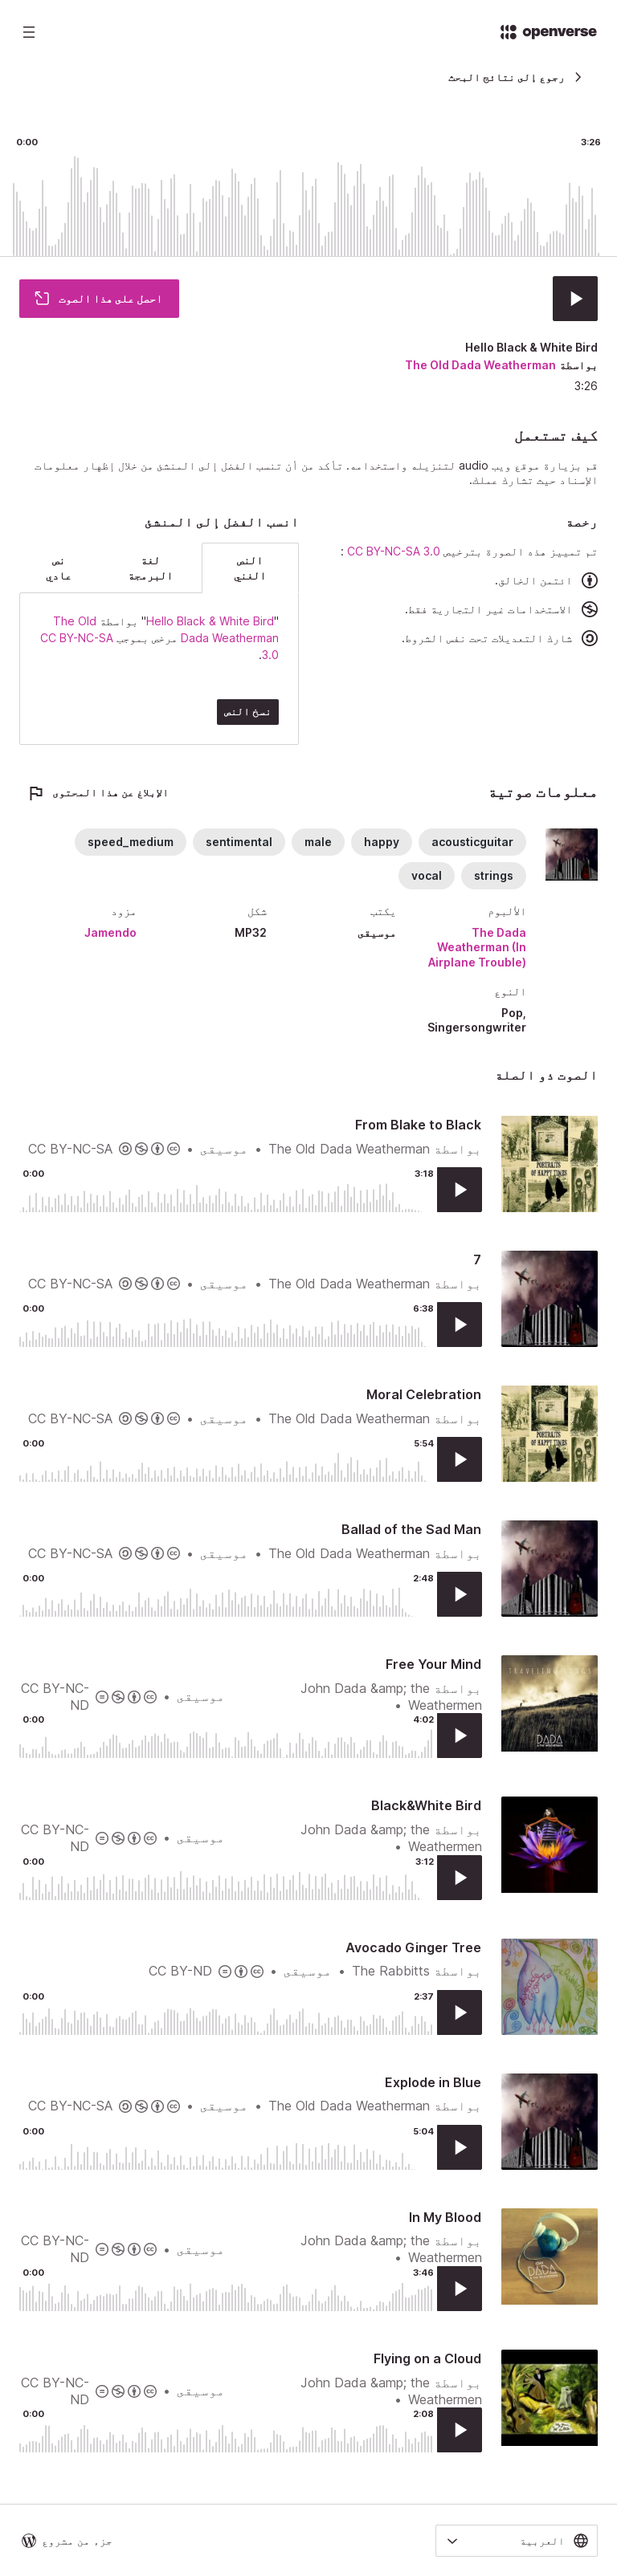 openverse
رجوع إلى نتائج البحث
0:00
3:26
احصل على هذا الصوت
Hello Black & White Bird
بواسطة The Old Dada Weatherman
3:26
كيف تستعمل
قم بزيارة موقع ويب audio لتنزيله واستخدامه. تأكد من أن تنسب الفضل إلى المنشئ من خلال إظهار معلومات
الإسناد حيث تشارك عملك.
رخصة
تم تمييز هذه الصورة بترخيص CC BY-NC-SA 3.0 :
ائتمن الخالق.
الاستخدامات غير التجارية فقط.
شارك التعديلات تحت نفس الشروط.
انسب الفضل إلى المنشئ
النص الغني
لغة البرمجة
نص عادي
"Hello Black & White Bird" بواسطة The Old
Dada Weatherman مرخص بموجب CC BY-NC-SA
3.0.
نسخ النص
معلومات صوتية
الإبلاغ عن هذا المحتوى
acousticguitar
happy
male
sentimental
speed_medium
strings
vocal
الألبوم
The Dada
Weatherman (In
Airplane Trouble)
يكتب
موسيقى
شكل
MP32
مزود
Jamendo
النوع
Pop,
Singersongwriter
الصوت ذو الصلة
From Blake to Black
بواسطة The Old Dada Weatherman • موسيقى • CC BY-NC-SA
0:00
3:18
7
بواسطة The Old Dada Weatherman • موسيقى • CC BY-NC-SA
0:00
6:38
Moral Celebration
بواسطة The Old Dada Weatherman • موسيقى • CC BY-NC-SA
0:00
5:54
Ballad of the Sad Man
بواسطة The Old Dada Weatherman • موسيقى • CC BY-NC-SA
0:00
2:48
Free Your Mind
بواسطة John Dada &amp; the
Weathermen • موسيقى • CC BY-NC-
ND
0:00
4:02
Black&White Bird
بواسطة John Dada &amp; the
Weathermen • موسيقى • CC BY-NC-
ND
0:00
3:12
Avocado Ginger Tree
بواسطة The Rabbitts • موسيقى • CC BY-ND
0:00
2:37
Explode in Blue
بواسطة The Old Dada Weatherman • موسيقى • CC BY-NC-SA
0:00
5:04
In My Blood
بواسطة John Dada &amp; the
Weathermen • موسيقى • CC BY-NC-
ND
0:00
3:46
Flying on a Cloud
بواسطة John Dada &amp; the
Weathermen • موسيقى • CC BY-NC-
ND
0:00
2:08
العربية
جزء من مشروع